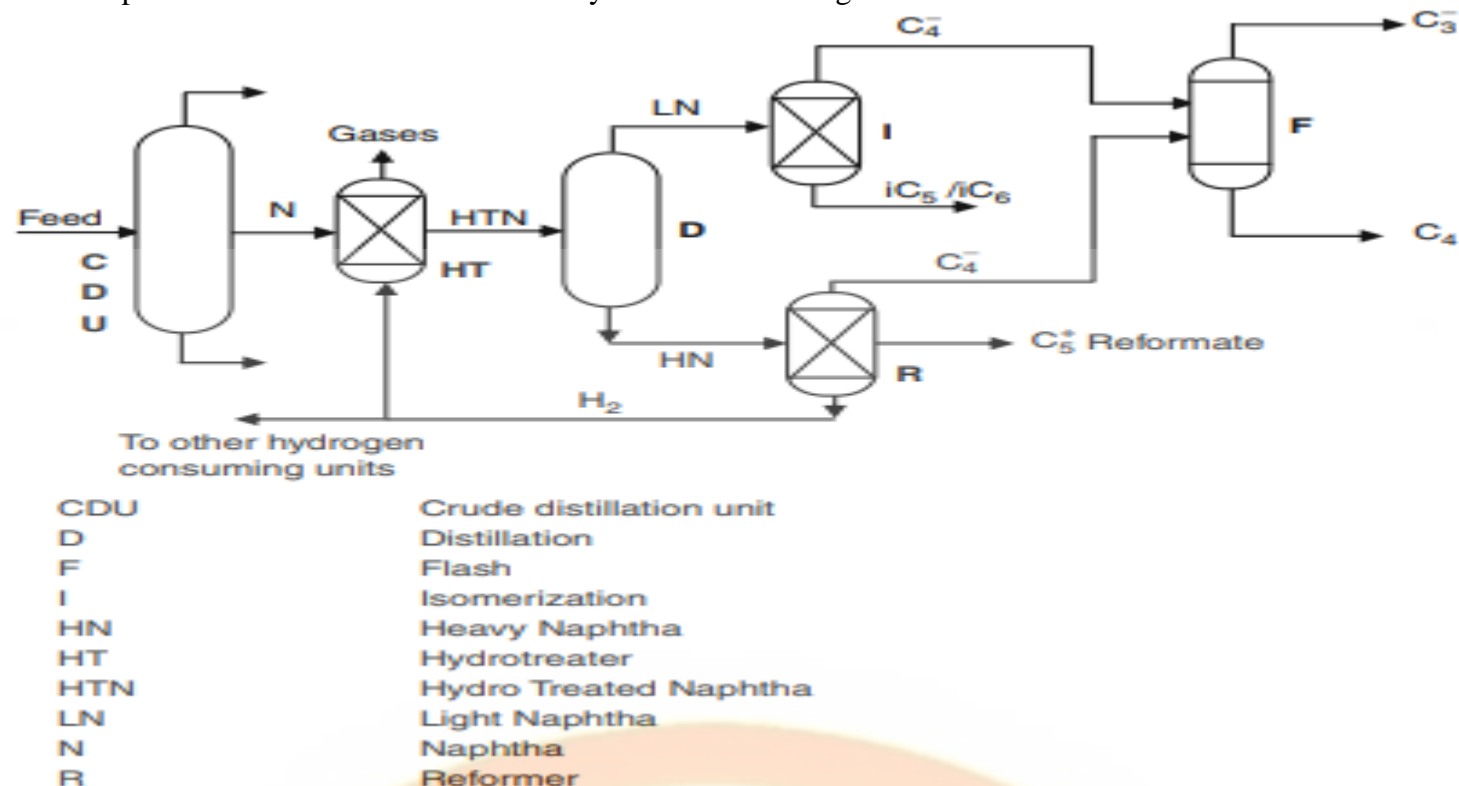 C₄⁻
C₃⁻
LN
I
F
Gases
Feed
N
HTN
iC₅ /iC₆
D
C
D
U
HT
C₄⁻
C₄
HN
R
C₅⁺ Reformate
H₂
To other hydrogen
consuming units
CDU Crude distillation unit
D Distillation
F Flash
I Isomerization
HN Heavy Naphtha
HT Hydrotreater
HTN Hydro Treated Naphtha
LN Light Naphtha
N Naphtha
R Reformer